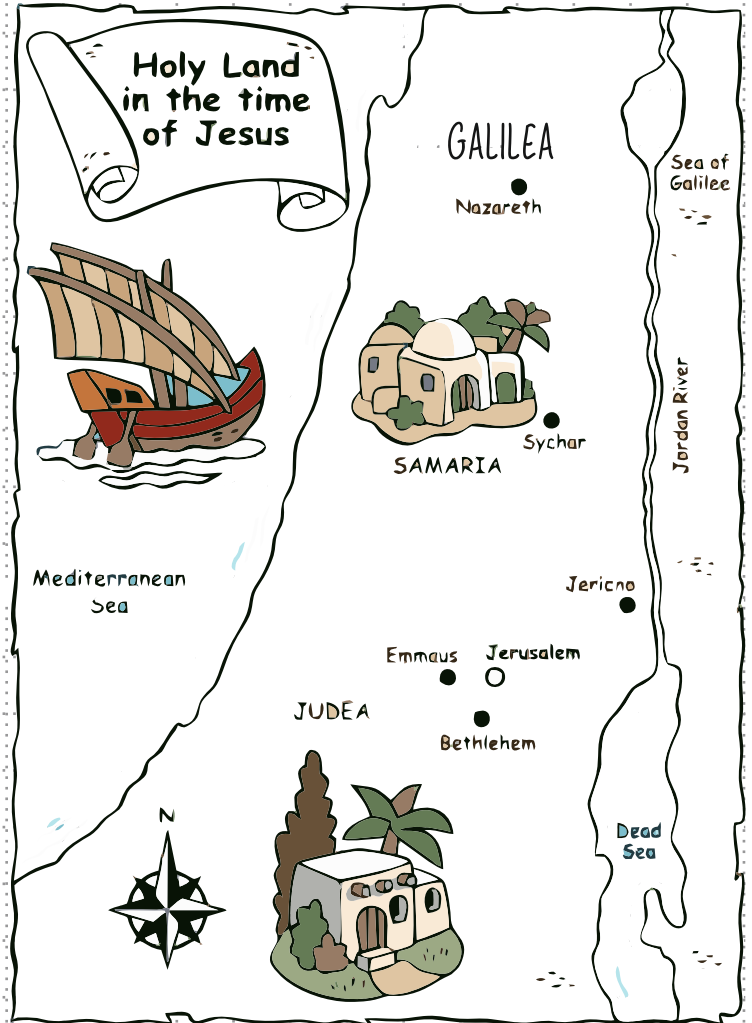 Holy Land
in the time
of Jesus
GALILEA
Sea of
Galilee
Nazareth
Jordan River
Sychar
SAMARIA
Mediterranean
Sea
Jericno
Emmaus
Jerusalem
JUDEA
Bethlehem
N
Dead
Sea